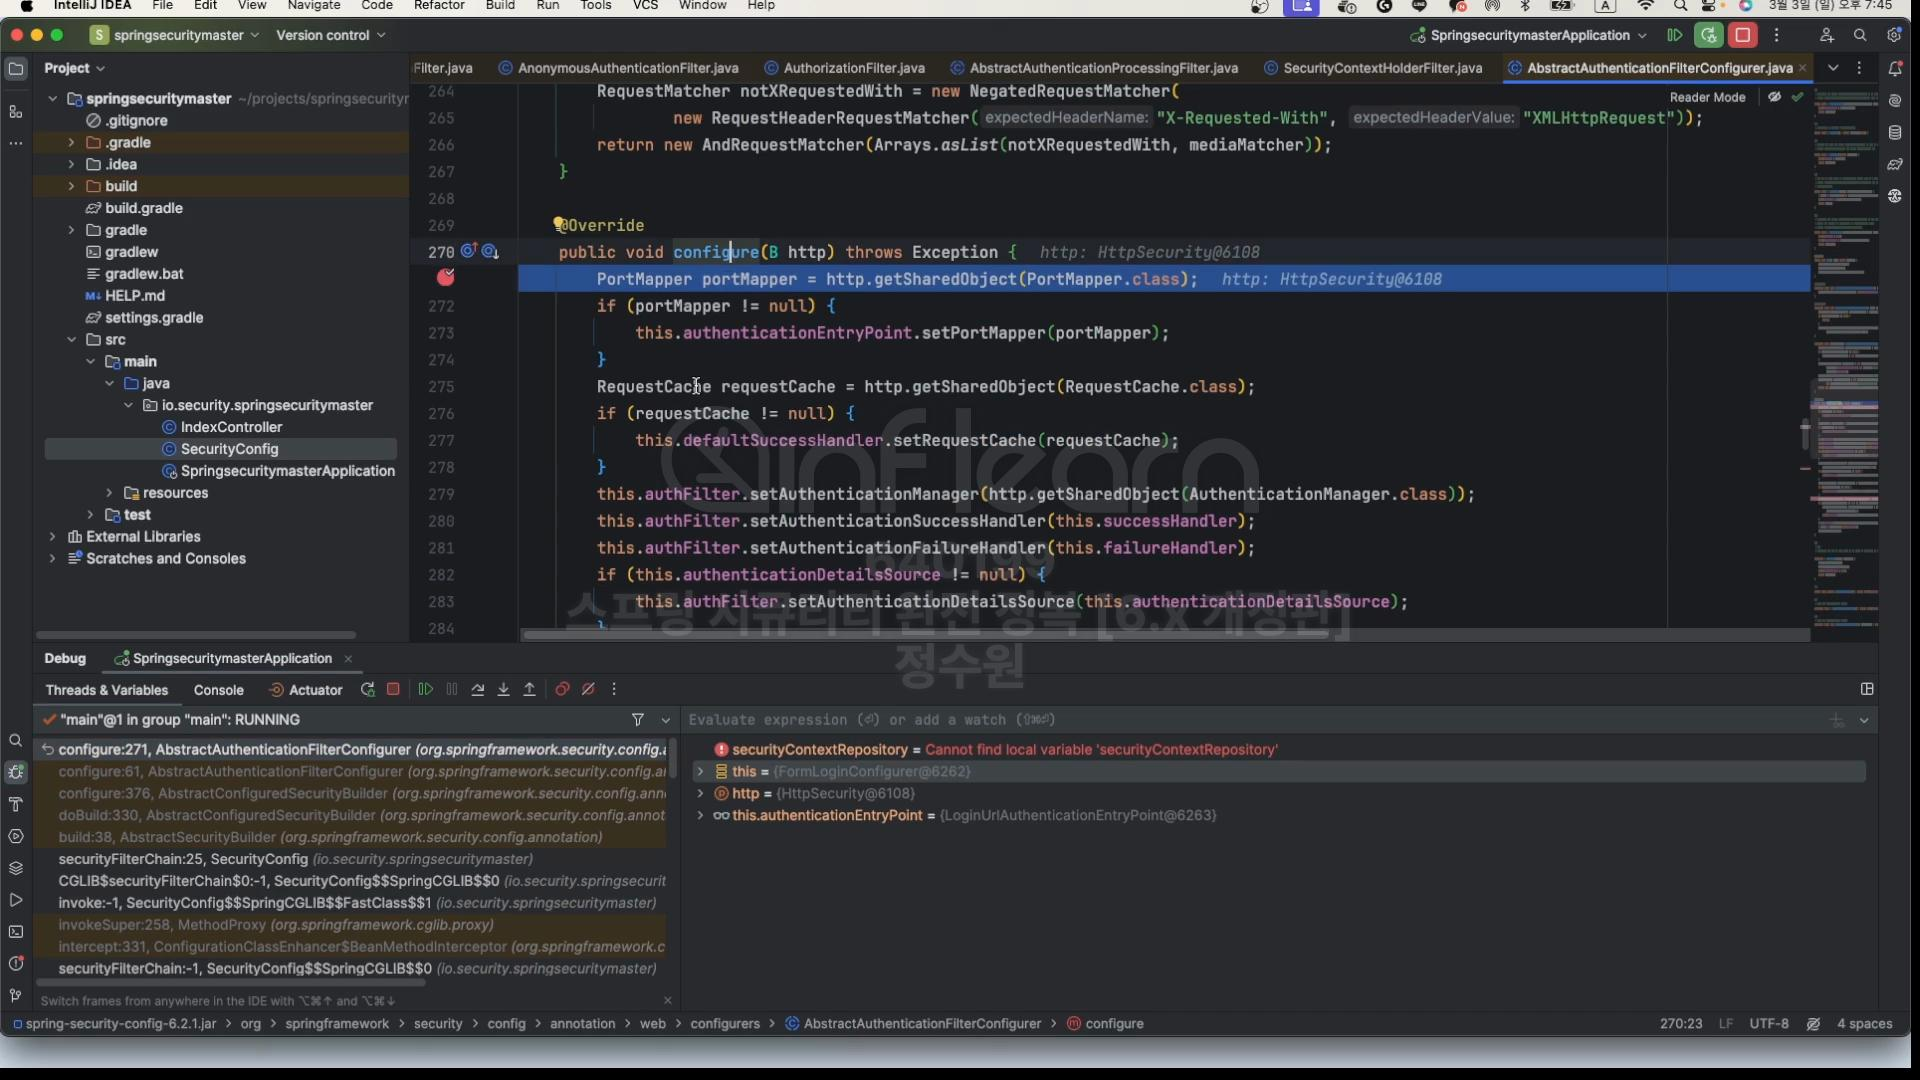 IntelliJ IDEA File Edit View Navigate Code Refactor Build Run Tools VCS Window Help A 3월 3일 (일) 오후 7:45
S springsecuritymaster Version control SpringsecuritymasterApplication
Project
Filter.java AnonymousAuthenticationFilter.java AuthorizationFilter.java AbstractAuthenticationProcessingFilter.java SecurityContextHolderFilter.java AbstractAuthenticationFilterConfigurer.java
Reader Mode
springsecuritymaster ~/projects/springsecurityr
.gitignore
.gradle
.idea
build
build.gradle
gradle
gradlew
gradlew.bat
HELP.md
settings.gradle
src
main
java
io.security.springsecuritymaster
IndexController
SecurityConfig
SpringsecuritymasterApplication
resources
test
External Libraries
Scratches and Consoles
264 RequestMatcher notXRequestedWith = new NegatedRequestMatcher(
265 new RequestHeaderRequestMatcher( expectedHeaderName: "X-Requested-With", expectedHeaderValue: "XMLHttpRequest"));
266 return new AndRequestMatcher(Arrays.asList(notXRequestedWith, mediaMatcher));
267 }
268
269 @Override
270 public void configure(B http) throws Exception { http: HttpSecurity@6108
PortMapper portMapper = http.getSharedObject(PortMapper.class); http: HttpSecurity@6108
272 if (portMapper != null) {
273 this.authenticationEntryPoint.setPortMapper(portMapper);
274 }
275 RequestCache requestCache = http.getSharedObject(RequestCache.class);
276 if (requestCache != null) {
277 this.defaultSuccessHandler.setRequestCache(requestCache);
278 }
279 this.authFilter.setAuthenticationManager(http.getSharedObject(AuthenticationManager.class));
280 this.authFilter.setAuthenticationSuccessHandler(this.successHandler);
281 this.authFilter.setAuthenticationFailureHandler(this.failureHandler);
282 if (this.authenticationDetailsSource != null) {
283 this.authFilter.setAuthenticationDetailsSource(this.authenticationDetailsSource);
284 }
inflearn
640199
스프링 시큐리티 완전 정복 [6.x 개정판]
정수원
Debug SpringsecuritymasterApplication
Threads & Variables Console Actuator
"main"@1 in group "main": RUNNING
Evaluate expression (⏎) or add a watch (⇧⌘⏎)
configure:271, AbstractAuthenticationFilterConfigurer (org.springframework.security.config.a
configure:61, AbstractAuthenticationFilterConfigurer (org.springframework.security.config.ar
configure:376, AbstractConfiguredSecurityBuilder (org.springframework.security.config.ann
doBuild:330, AbstractConfiguredSecurityBuilder (org.springframework.security.config.annot
build:38, AbstractSecurityBuilder (org.springframework.security.config.annotation)
securityFilterChain:25, SecurityConfig (io.security.springsecuritymaster)
CGLIB$securityFilterChain$0:-1, SecurityConfig$$SpringCGLIB$$0 (io.security.springsecurit
invoke:-1, SecurityConfig$$SpringCGLIB$$FastClass$$1 (io.security.springsecuritymaster)
invokeSuper:258, MethodProxy (org.springframework.cglib.proxy)
intercept:331, ConfigurationClassEnhancer$BeanMethodInterceptor (org.springframework.c
securityFilterChain:-1, SecurityConfig$$SpringCGLIB$$0 (io.security.springsecuritymaster)
securityContextRepository = Cannot find local variable 'securityContextRepository'
this = {FormLoginConfigurer@6262}
http = {HttpSecurity@6108}
this.authenticationEntryPoint = {LoginUrlAuthenticationEntryPoint@6263}
Switch frames from anywhere in the IDE with ⌥⌘↑ and ⌥⌘↓
spring-security-config-6.2.1.jar > org > springframework > security > config > annotation > web > configurers > AbstractAuthenticationFilterConfigurer > configure
270:23 LF UTF-8 4 spaces